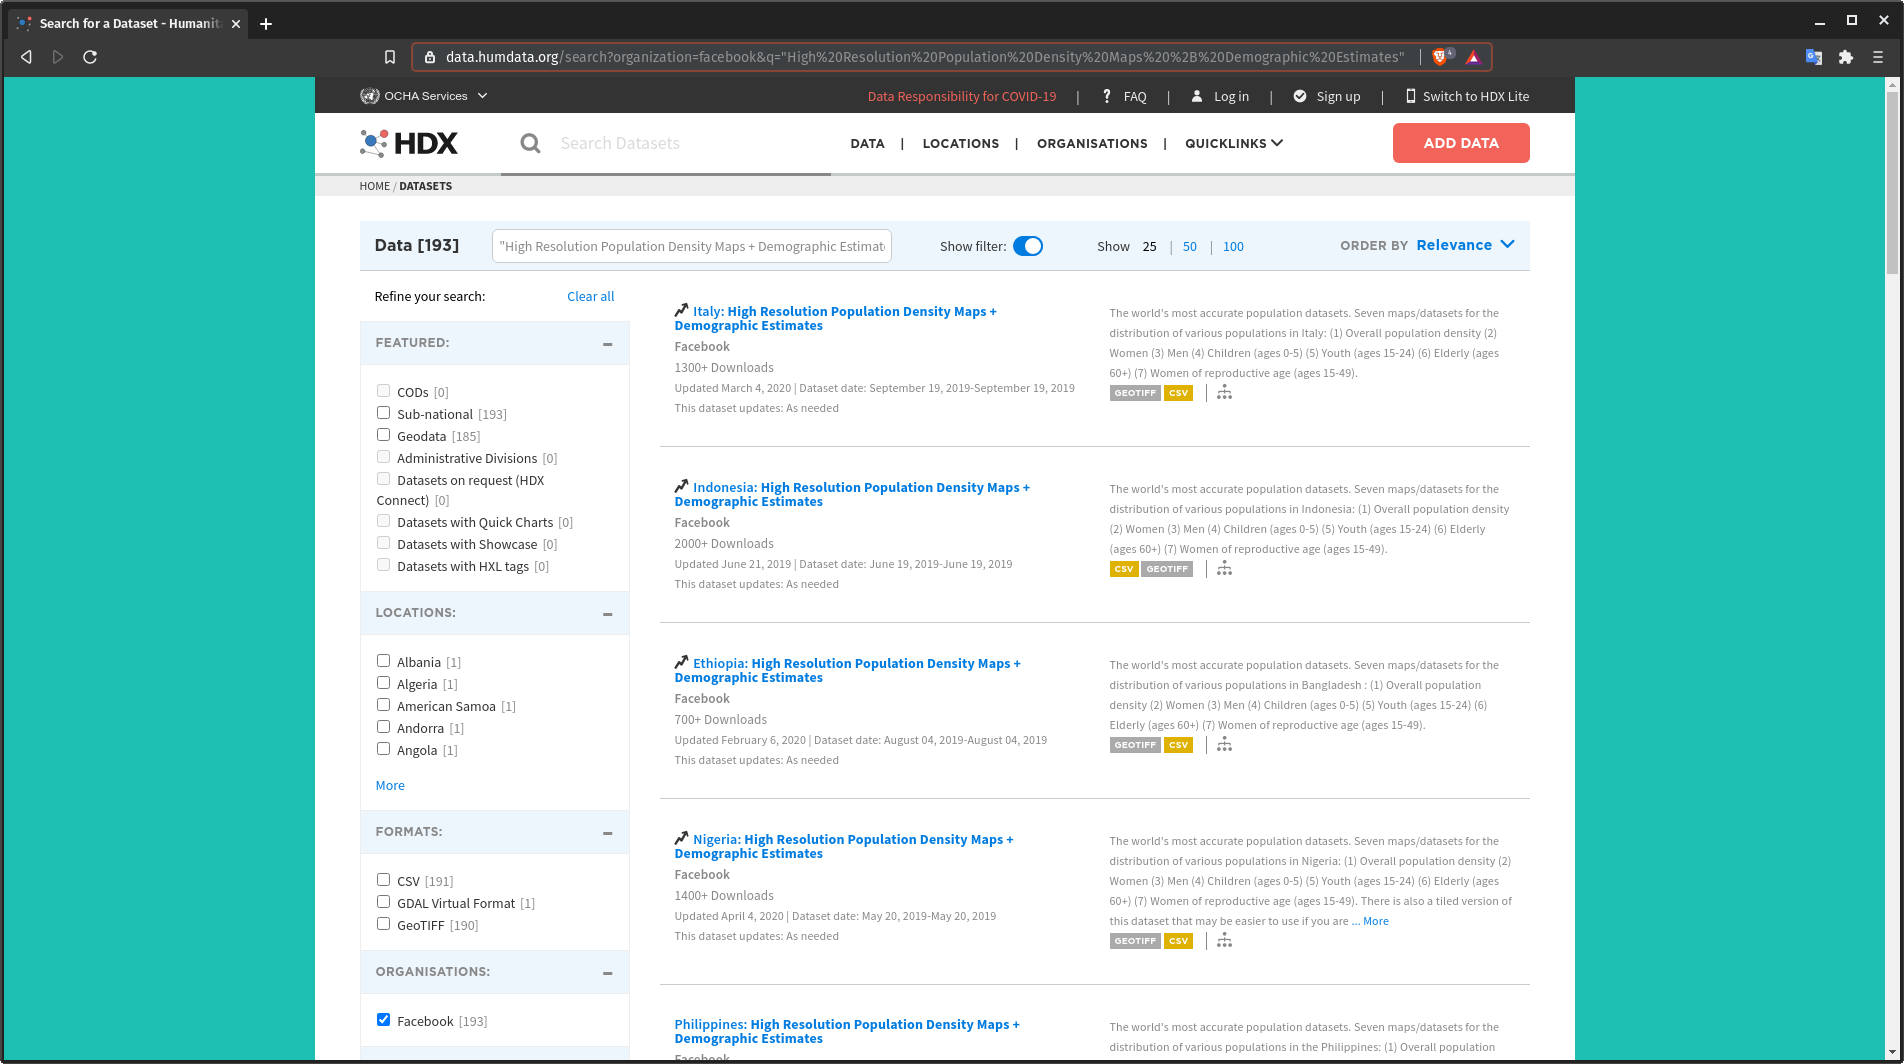 Search for a Dataset - Humanit
data.humdata.org/search?organization=facebook&q="High%20Resolution%20Population%20Density%20Maps%20%2B%20Demographic%20Estimates"
4
OCHA Services
Data Responsibility for COVID-19 | ? FAQ | Log in | Sign up | Switch to HDX Lite
HDX
Search Datasets
DATA | LOCATIONS | ORGANISATIONS | QUICKLINKS
ADD DATA
HOME / DATASETS
Data [193]
"High Resolution Population Density Maps + Demographic Estimat
Show filter:
Show 25 | 50 | 100
ORDER BY Relevance
Refine your search:
Clear all
FEATURED:
CODs [0]
Sub-national [193]
Geodata [185]
Administrative Divisions [0]
Datasets on request (HDX
Connect) [0]
Datasets with Quick Charts [0]
Datasets with Showcase [0]
Datasets with HXL tags [0]
LOCATIONS:
Albania [1]
Algeria [1]
American Samoa [1]
Andorra [1]
Angola [1]
More
FORMATS:
CSV [191]
GDAL Virtual Format [1]
GeoTIFF [190]
ORGANISATIONS:
Facebook [193]
Italy: High Resolution Population Density Maps +
Demographic Estimates
Facebook
1300+ Downloads
Updated March 4, 2020 | Dataset date: September 19, 2019-September 19, 2019
This dataset updates: As needed
The world's most accurate population datasets. Seven maps/datasets for the
distribution of various populations in Italy: (1) Overall population density (2)
Women (3) Men (4) Children (ages 0-5) (5) Youth (ages 15-24) (6) Elderly (ages
60+) (7) Women of reproductive age (ages 15-49).
GEOTIFF CSV
Indonesia: High Resolution Population Density Maps +
Demographic Estimates
Facebook
2000+ Downloads
Updated June 21, 2019 | Dataset date: June 19, 2019-June 19, 2019
This dataset updates: As needed
The world's most accurate population datasets. Seven maps/datasets for the
distribution of various populations in Indonesia: (1) Overall population density
(2) Women (3) Men (4) Children (ages 0-5) (5) Youth (ages 15-24) (6) Elderly
(ages 60+) (7) Women of reproductive age (ages 15-49).
CSV GEOTIFF
Ethiopia: High Resolution Population Density Maps +
Demographic Estimates
Facebook
700+ Downloads
Updated February 6, 2020 | Dataset date: August 04, 2019-August 04, 2019
This dataset updates: As needed
The world's most accurate population datasets. Seven maps/datasets for the
distribution of various populations in Bangladesh : (1) Overall population
density (2) Women (3) Men (4) Children (ages 0-5) (5) Youth (ages 15-24) (6)
Elderly (ages 60+) (7) Women of reproductive age (ages 15-49).
GEOTIFF CSV
Nigeria: High Resolution Population Density Maps +
Demographic Estimates
Facebook
1400+ Downloads
Updated April 4, 2020 | Dataset date: May 20, 2019-May 20, 2019
This dataset updates: As needed
The world's most accurate population datasets. Seven maps/datasets for the
distribution of various populations in Nigeria: (1) Overall population density (2)
Women (3) Men (4) Children (ages 0-5) (5) Youth (ages 15-24) (6) Elderly (ages
60+) (7) Women of reproductive age (ages 15-49). There is also a tiled version of
this dataset that may be easier to use if you are ... More
GEOTIFF CSV
Philippines: High Resolution Population Density Maps +
Demographic Estimates
Facebook
The world's most accurate population datasets. Seven maps/datasets for the
distribution of various populations in the Philippines: (1) Overall population